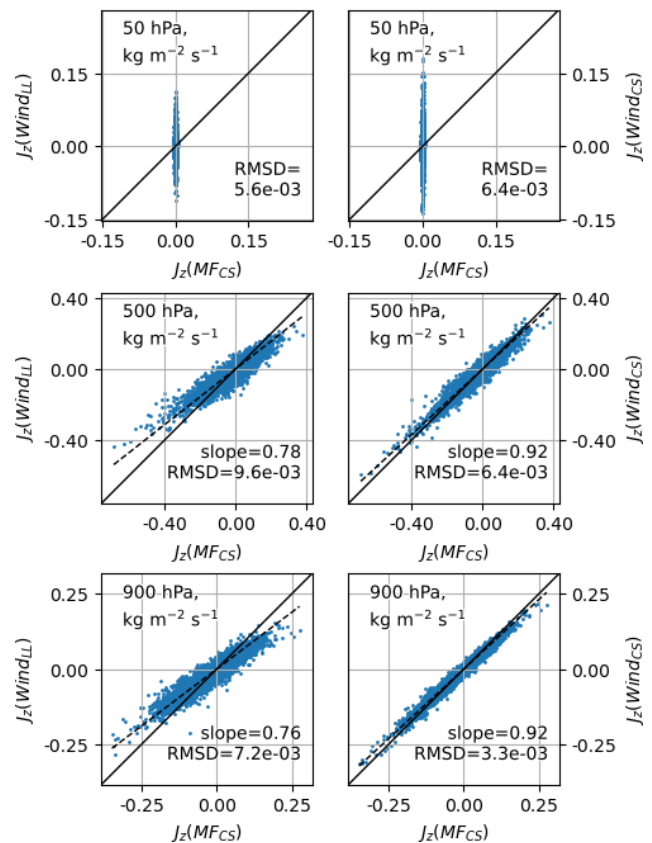 50 hPa,
kg m⁻² s⁻¹
0.15
0.00
-0.15
J_z(Wind_LL)
RMSD=
5.6e-03
-0.15 0.00 0.15
J_z(MF_CS)
50 hPa,
kg m⁻² s⁻¹
0.15
0.00
-0.15
J_z(Wind_CS)
RMSD=
6.4e-03
-0.15 0.00 0.15
J_z(MF_CS)
500 hPa,
kg m⁻² s⁻¹
0.40
0.00
-0.40
J_z(Wind_LL)
slope=0.78
RMSD=9.6e-03
-0.40 0.00 0.40
J_z(MF_CS)
500 hPa,
kg m⁻² s⁻¹
0.40
0.00
-0.40
J_z(Wind_CS)
slope=0.92
RMSD=6.4e-03
-0.40 0.00 0.40
J_z(MF_CS)
900 hPa,
kg m⁻² s⁻¹
0.25
0.00
-0.25
J_z(Wind_LL)
slope=0.76
RMSD=7.2e-03
-0.25 0.00 0.25
J_z(MF_CS)
900 hPa,
kg m⁻² s⁻¹
0.25
0.00
-0.25
J_z(Wind_CS)
slope=0.92
RMSD=3.3e-03
-0.25 0.00 0.25
J_z(MF_CS)